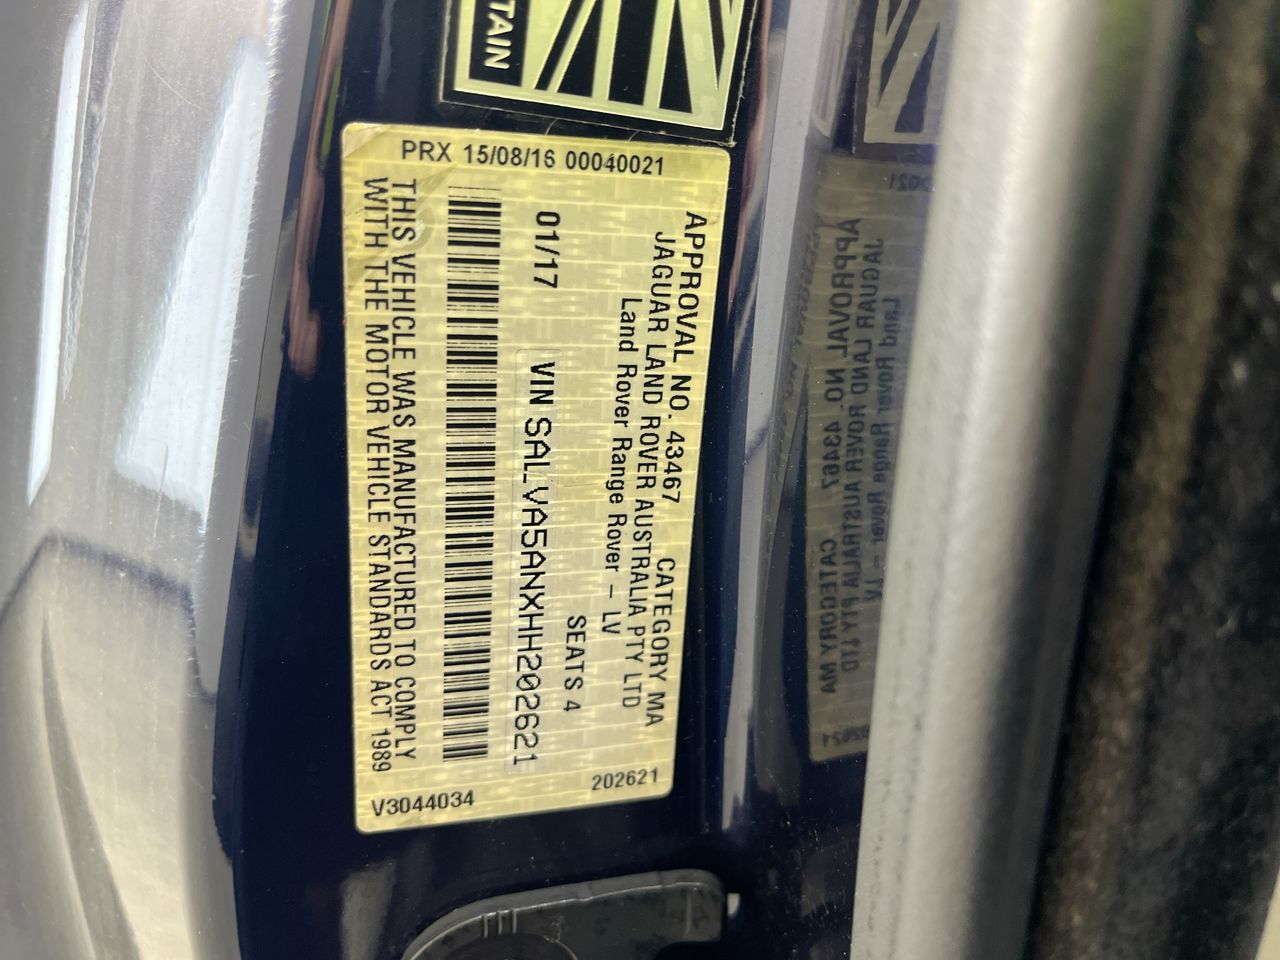 TAIN
PRX 15/08/16 00040021
APPROVAL NO. 43467 CATEGORY MA
JAGUAR LAND ROVER AUSTRALIA PTY LTD
Land Rover Range Rover – LV
SEATS 4
01/17 VIN SALVA5ANXHH202621
THIS VEHICLE WAS MANUFACTURED TO COMPLY
WITH THE MOTOR VEHICLE STANDARDS ACT 1989
V3044034
202621